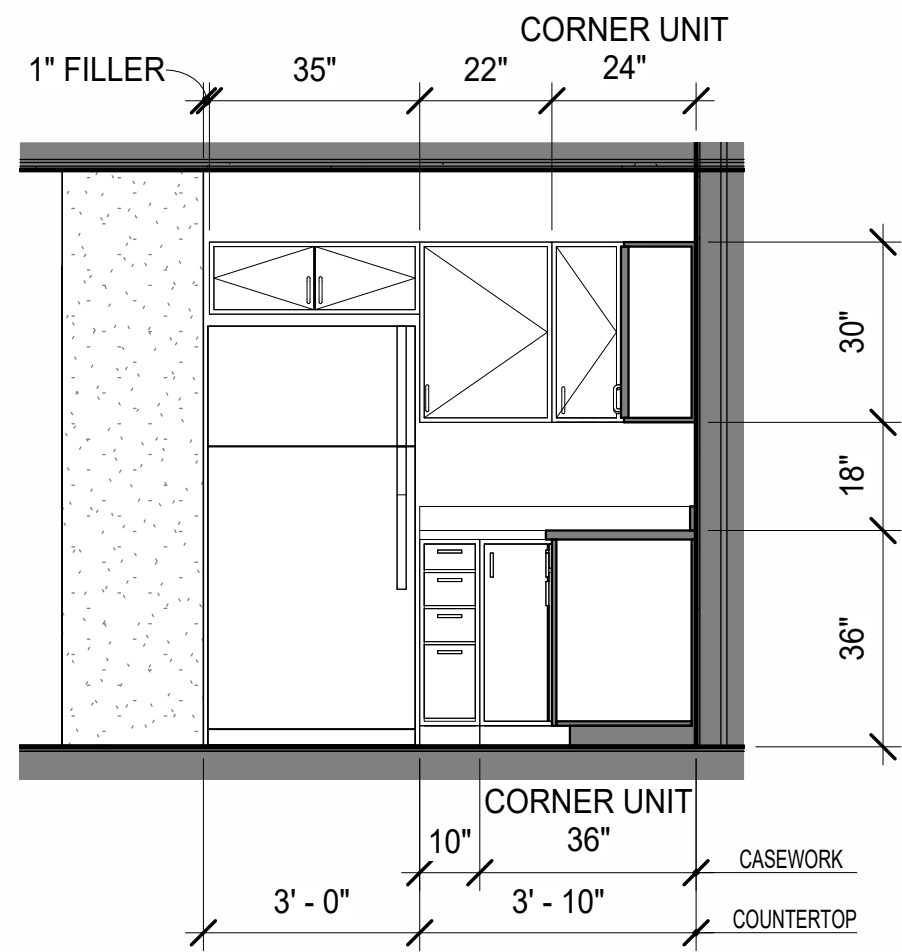 CORNER UNIT
1" FILLER 35" 22" 24"
30"
18"
36"
CORNER UNIT
10" 36"
CASEWORK
3' - 0" 3' - 10"
COUNTERTOP